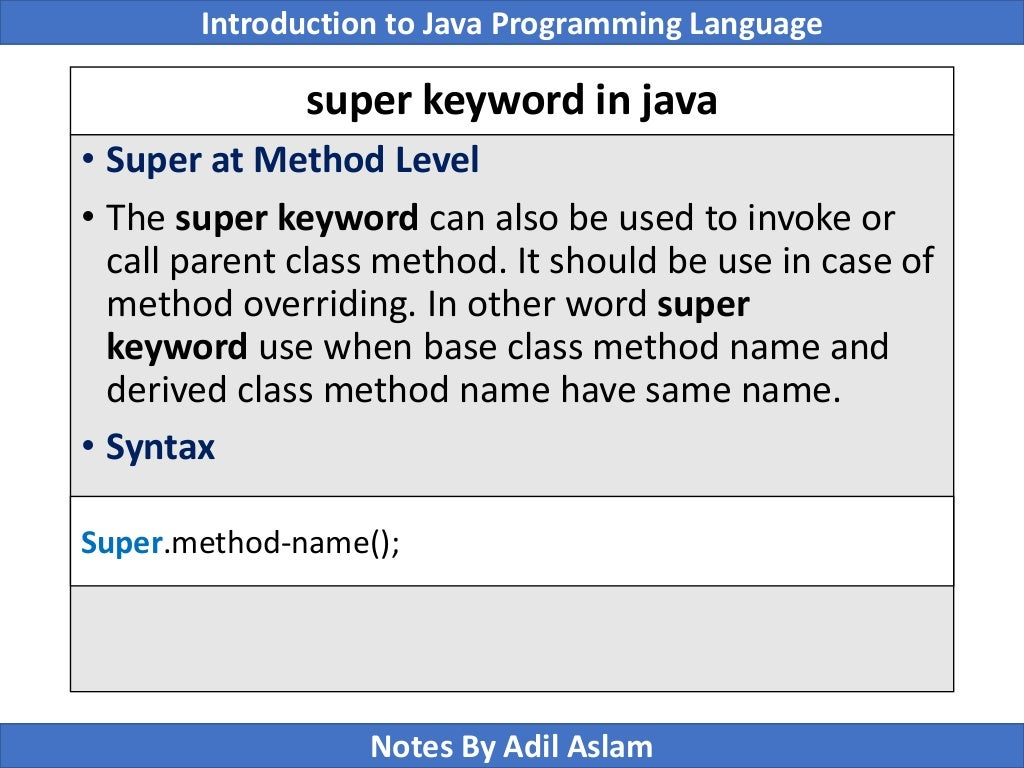 Introduction to Java Programming Language
super keyword in java
• Super at Method Level
• The super keyword can also be used to invoke or
call parent class method. It should be use in case of
method overriding. In other word super
keyword use when base class method name and
derived class method name have same name.
• Syntax
Super.method-name();
Notes By Adil Aslam